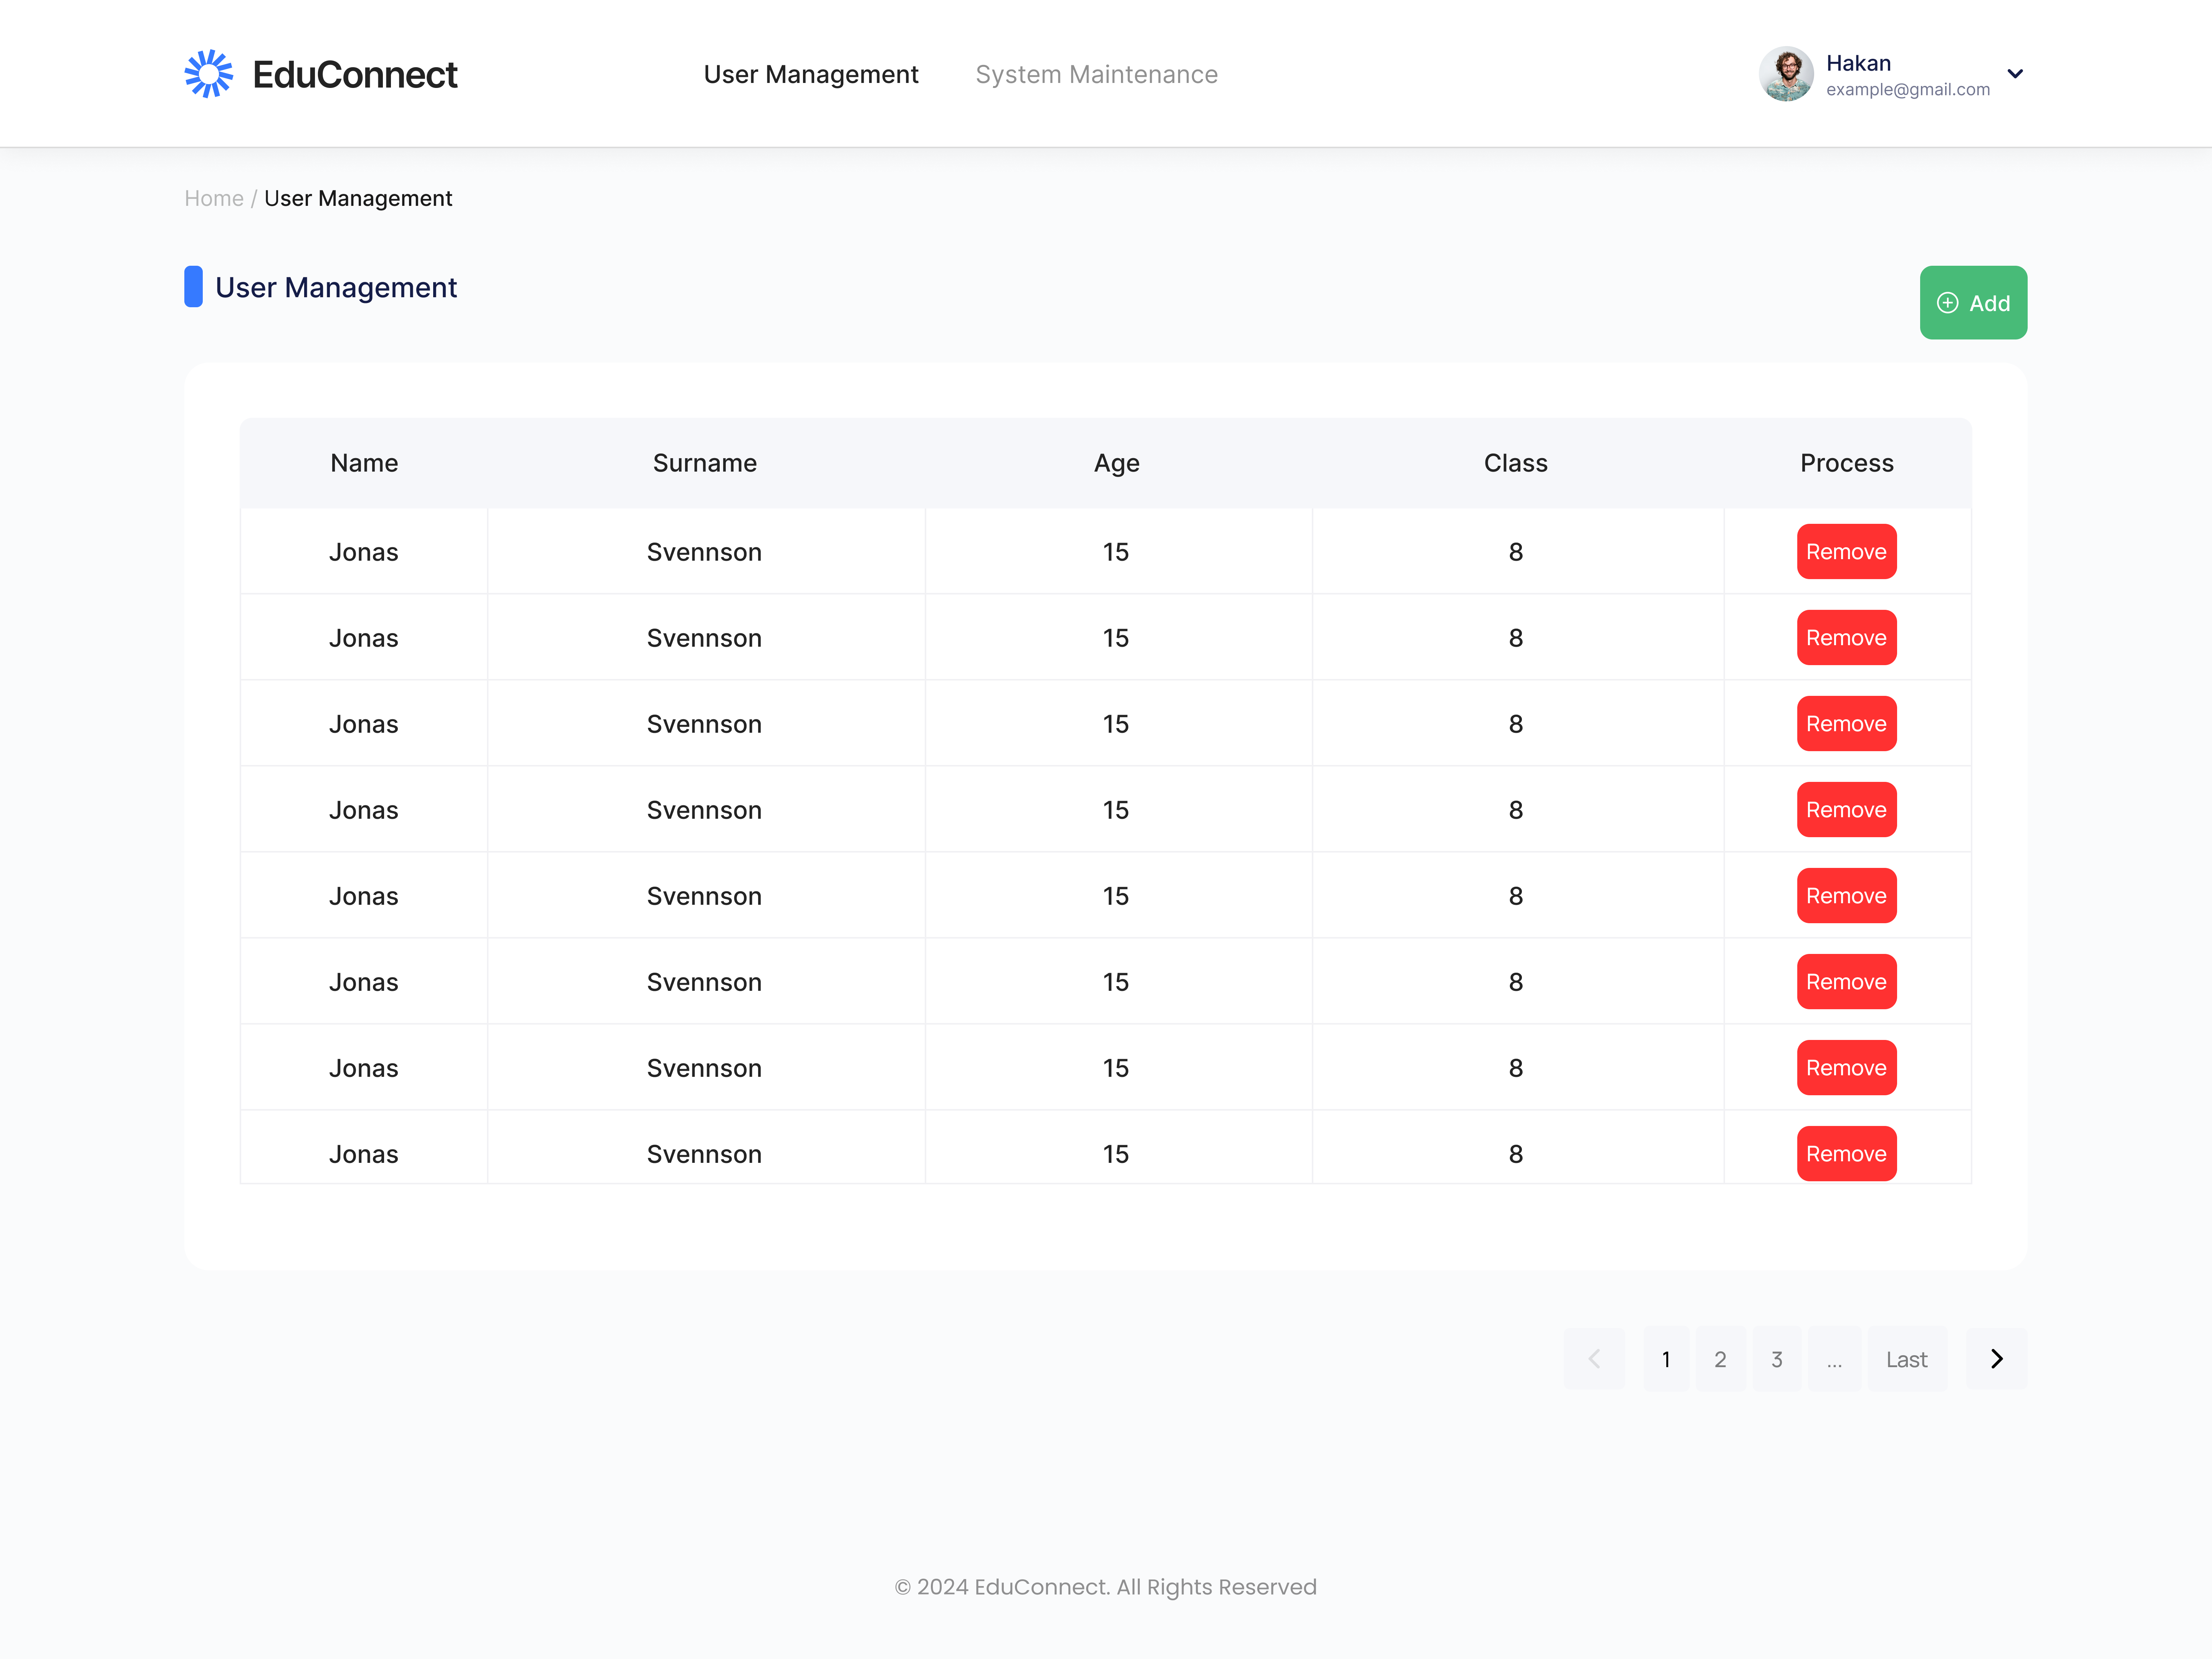 EduConnect
User Management
System Maintenance
Hakan
example@gmail.com
Home / User Management
User Management
Add
Name Surname Age Class Process
Jonas Svennson 15 8 Remove
Jonas Svennson 15 8 Remove
Jonas Svennson 15 8 Remove
Jonas Svennson 15 8 Remove
Jonas Svennson 15 8 Remove
Jonas Svennson 15 8 Remove
Jonas Svennson 15 8 Remove
Jonas Svennson 15 8 Remove
1 2 3 ... Last
© 2024 EduConnect. All Rights Reserved